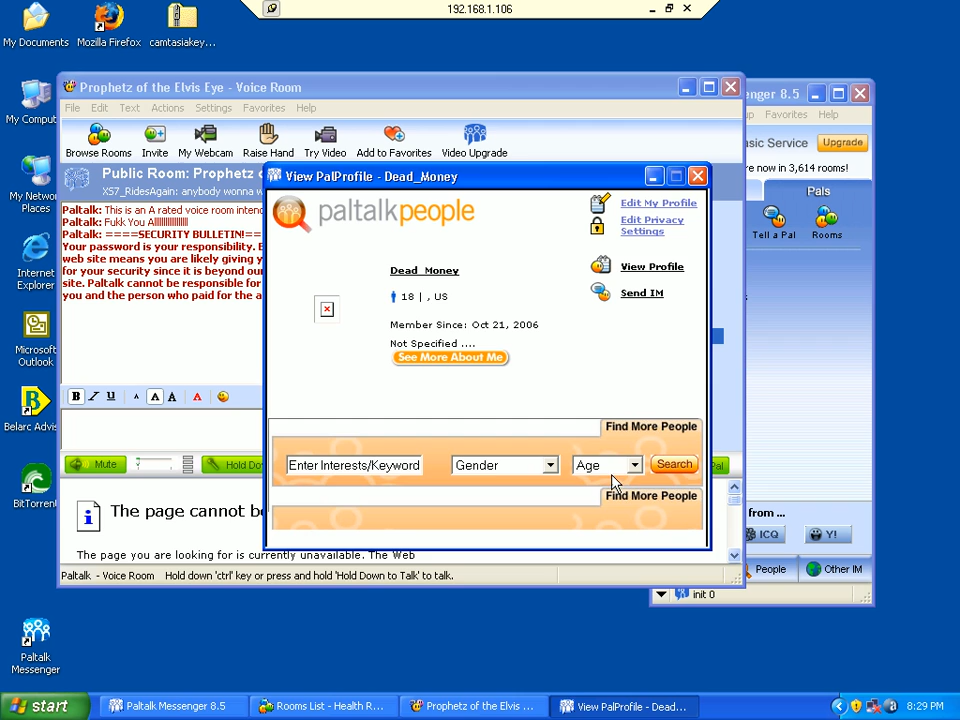 192.168.1.106
My Documents
Mozilla Firefox
camtasiakey...
My Comput
My Networ
Places
Internet
Explorer
Microsoft
Outlook
Belarc Advis
BitTorrent
Paltalk
Messenger
Prophetz of the Elvis Eye - Voice Room
File Edit Text Actions Settings Favorites Help
Browse Rooms Invite My Webcam Raise Hand Try Video Add to Favorites Video Upgrade
Public Room: Prophetz o
XS7_RidesAgain: anybody wonna w
Paltalk: This is an A rated voice room intend
Paltalk: Fukk You Allllllllllllllll
Paltalk: ====SECURITY BULLETIN!==
Your password is your responsibility. E
web site means you are likely giving y
for your security since it is beyond ou
site. Paltalk cannot be responsible for
you and the person who paid for the a
B I U A A A A
Mute
Hold Do
Pal
The page cannot b
The page you are looking for is currently unavailable. The Web
Paltalk - Voice Room Hold down 'ctrl' key or press and hold 'Hold Down to Talk' to talk.
View PalProfile - Dead_Money
paltalkpeople
Edit My Profile
Edit Privacy
Settings
Dead_Money
View Profile
18 | , US
Send IM
Member Since: Oct 21, 2006
Not Specified ....
See More About Me
Find More People
Enter Interests/Keyword Gender Age Search
Find More People
nger 8.5
up Favorites Help
asic Service Upgrade
re now in 3,614 rooms!
Pals
Tell a Pal Rooms
from ...
ICQ Y!
People Other IM
init 0
start
Paltalk Messenger 8.5
Rooms List - Health R...
Prophetz of the Elvis ...
View PalProfile - Dead...
8:29 PM